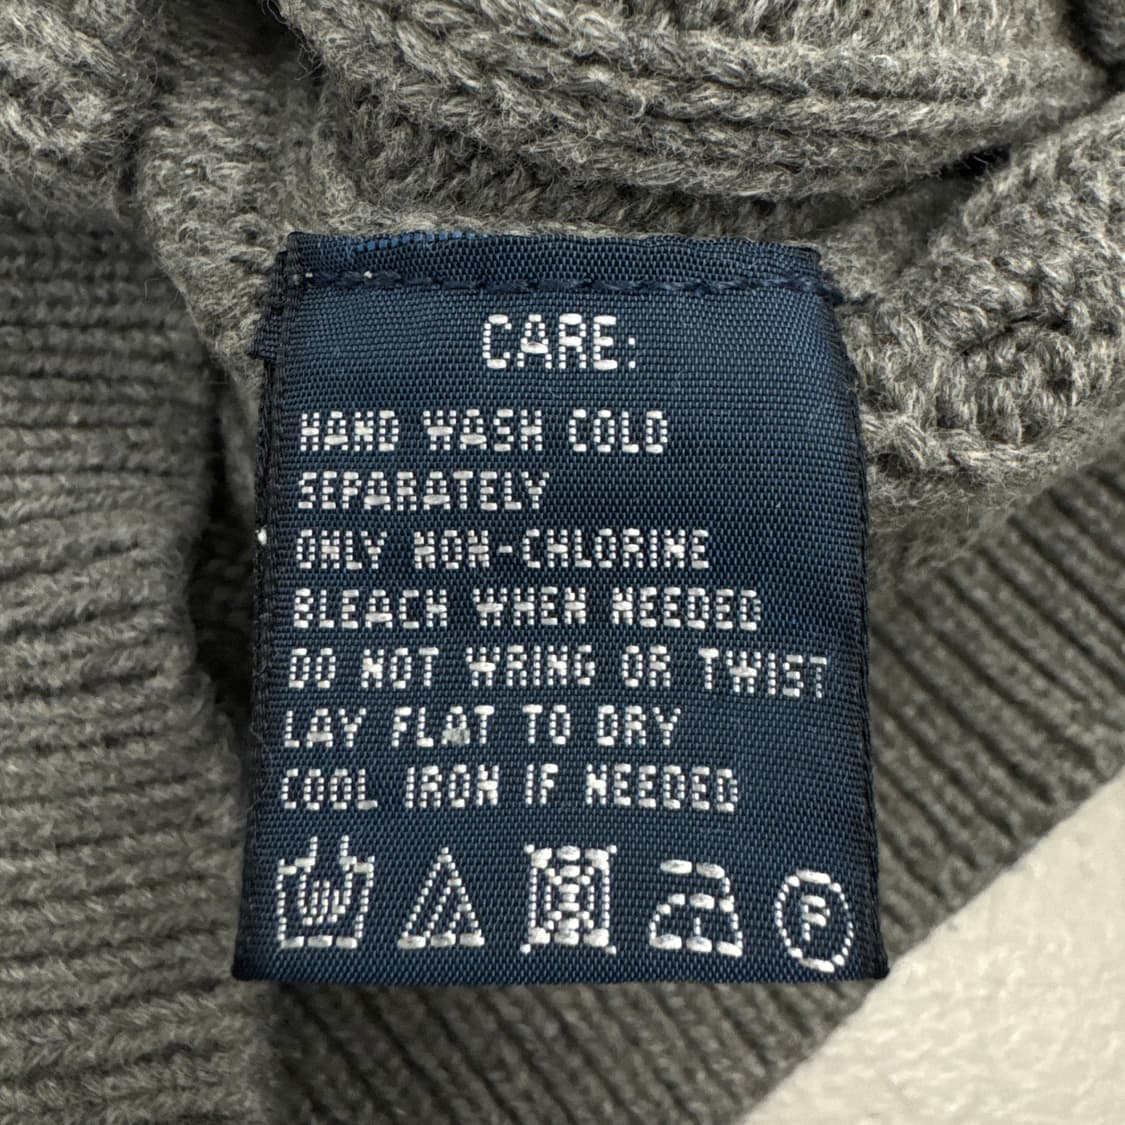 CARE:
HAND WASH COLD
SEPARATELY
ONLY NON-CHLORINE
BLEACH WHEN NEEDED
DO NOT WRING OR TWIST
LAY FLAT TO DRY
COOL IRON IF NEEDED
P